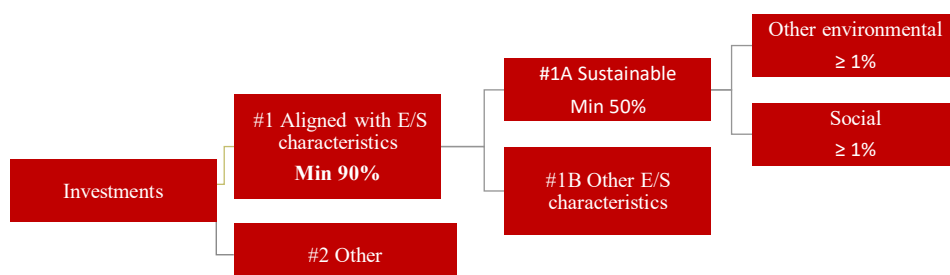 Investments
#1 Aligned with E/S
characteristics
Min 90%
#2 Other
#1A Sustainable
Min 50%
#1B Other E/S
characteristics
Other environmental
≥ 1%
Social
≥ 1%